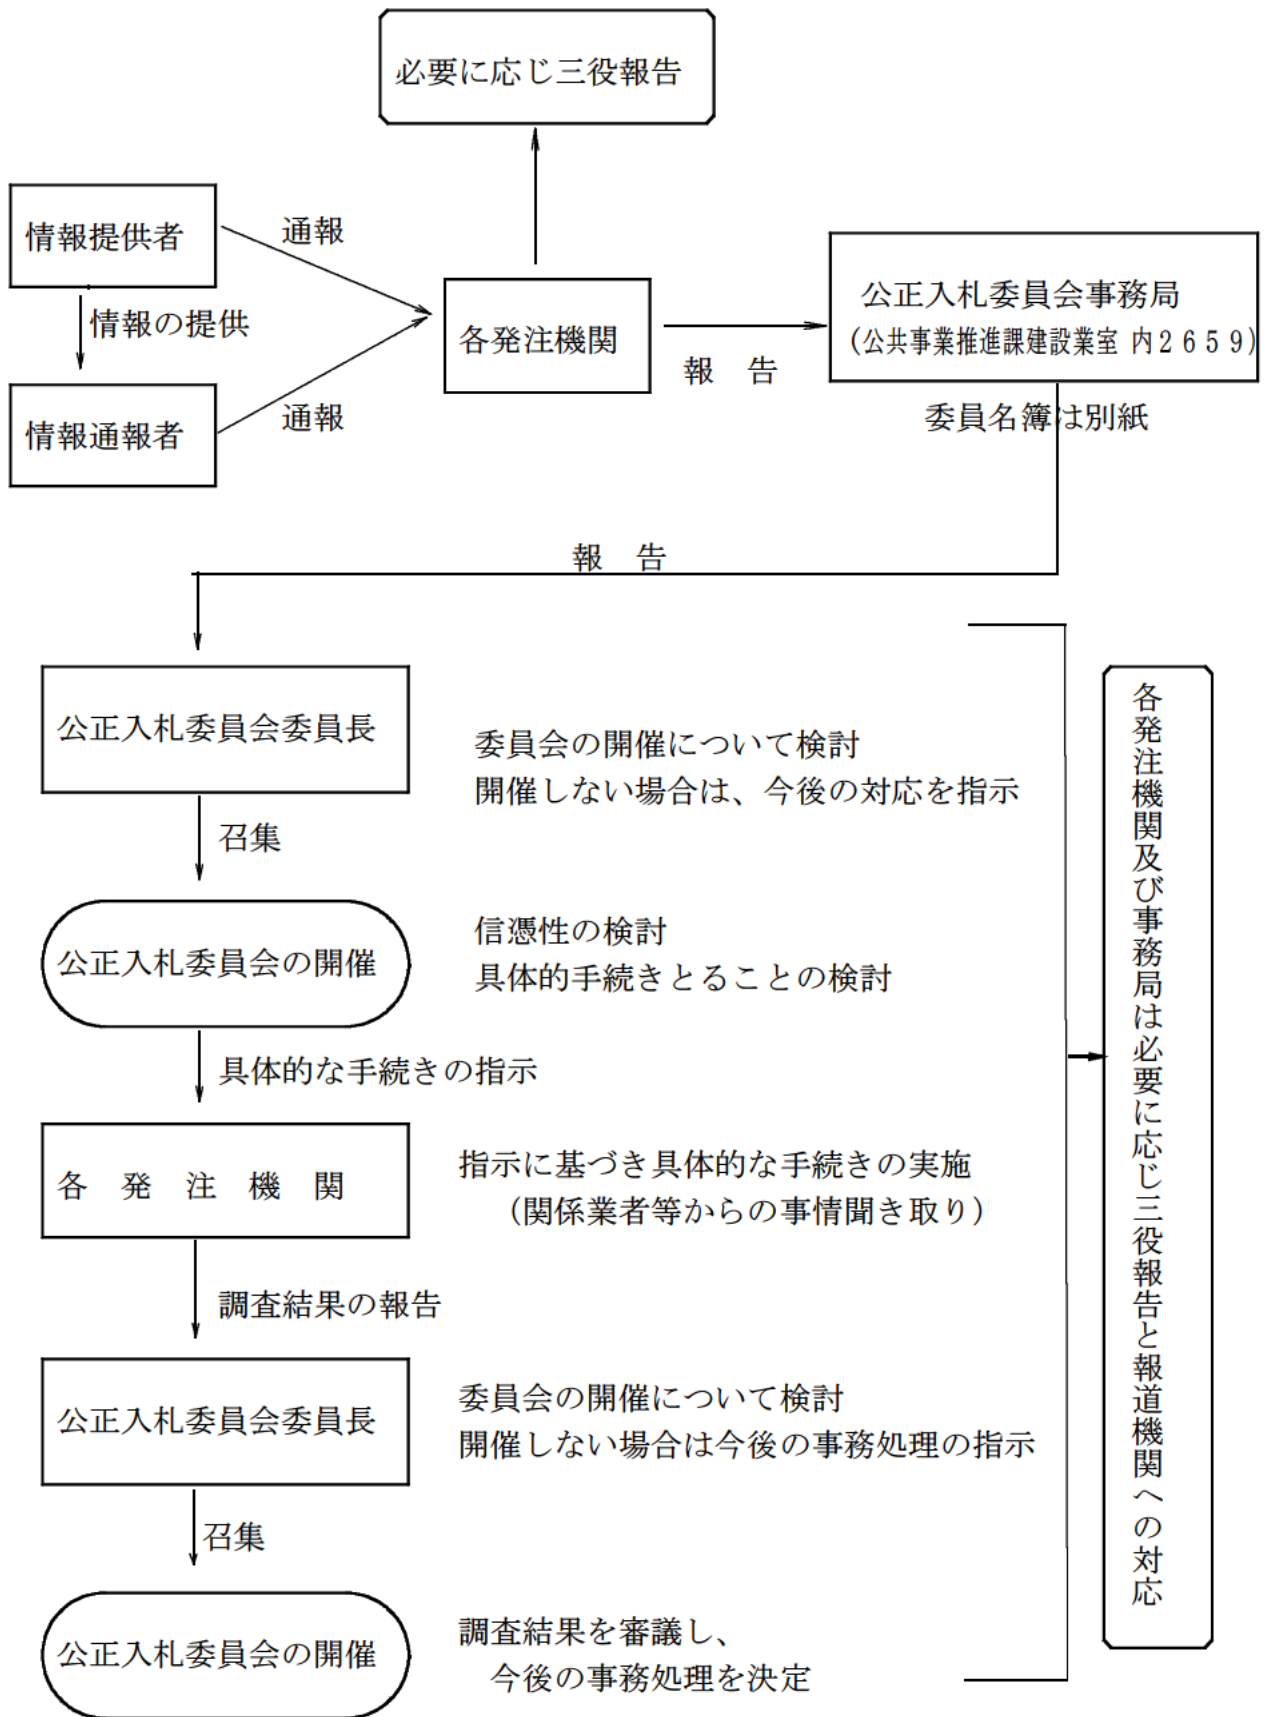 必要に応じ三役報告
情報提供者
通報
情報の提供
情報通報者
通報
各発注機関
報　告
公正入札委員会事務局
(公共事業推進課建設業室 内２６５９)
委員名簿は別紙
報　告
公正入札委員会委員長
委員会の開催について検討
開催しない場合は、今後の対応を指示
召集
公正入札委員会の開催
信憑性の検討
具体的手続きとることの検討
具体的な手続きの指示
各　発　注　機　関
指示に基づき具体的な手続きの実施
（関係業者等からの事情聞き取り）
調査結果の報告
公正入札委員会委員長
委員会の開催について検討
開催しない場合は今後の事務処理の指示
召集
公正入札委員会の開催
調査結果を審議し、
今後の事務処理を決定
各発注機関及び事務局は必要に応じ三役報告と報道機関への対応